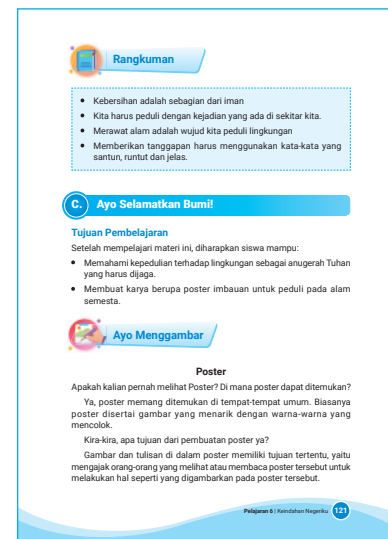 Rangkuman
• Kebersihan adalah sebagian dari iman
• Kita harus peduli dengan kejadian yang ada di sekitar kita.
• Merawat alam adalah wujud kita peduli lingkungan
• Memberikan tanggapan harus menggunakan kata-kata yang
santun, runtut dan jelas.
C. Ayo Selamatkan Bumi!
Tujuan Pembelajaran
Setelah mempelajari materi ini, diharapkan siswa mampu:
• Memahami kepedulian terhadap lingkungan sebagai anugerah Tuhan
yang harus dijaga.
• Membuat karya berupa poster imbauan untuk peduli pada alam
semesta.
Ayo Menggambar
Poster
Apakah kalian pernah melihat Poster? Di mana poster dapat ditemukan?
Ya, poster memang ditemukan di tempat-tempat umum. Biasanya
poster disertai gambar yang menarik dengan warna-warna yang
mencolok.
Kira-kira, apa tujuan dari pembuatan poster ya?
Gambar dan tulisan di dalam poster memiliki tujuan tertentu, yaitu
mengajak orang-orang yang melihat atau membaca poster tersebut untuk
melakukan hal seperti yang digambarkan pada poster tersebut.
Pelajaran 6 | Keindahan Negeriku 121